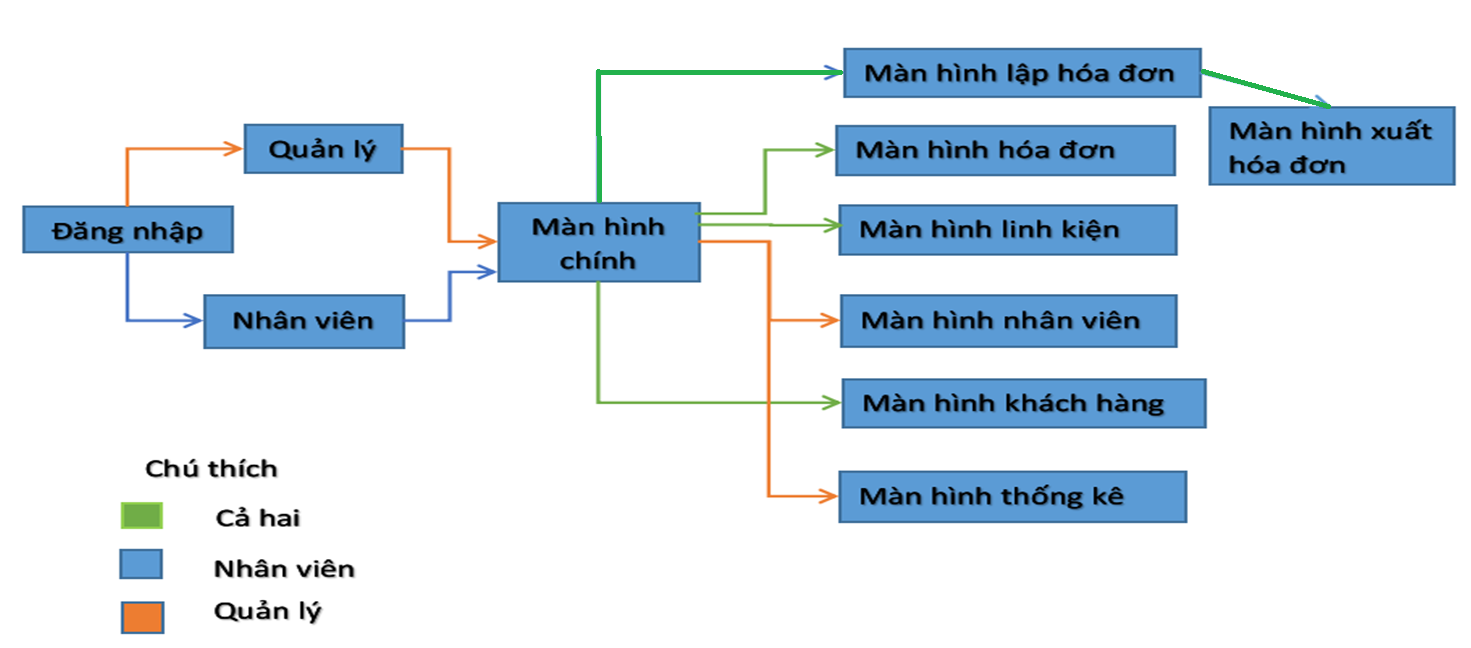 Màn hình lập hóa đơn
Màn hình xuất
hóa đơn
Quản lý
Màn hình hóa đơn
Đăng nhập
Màn hình
chính
Màn hình linh kiện
Nhân viên
Màn hình nhân viên
Màn hình khách hàng
Màn hình thống kê
Chú thích
Cả hai
Nhân viên
Quản lý